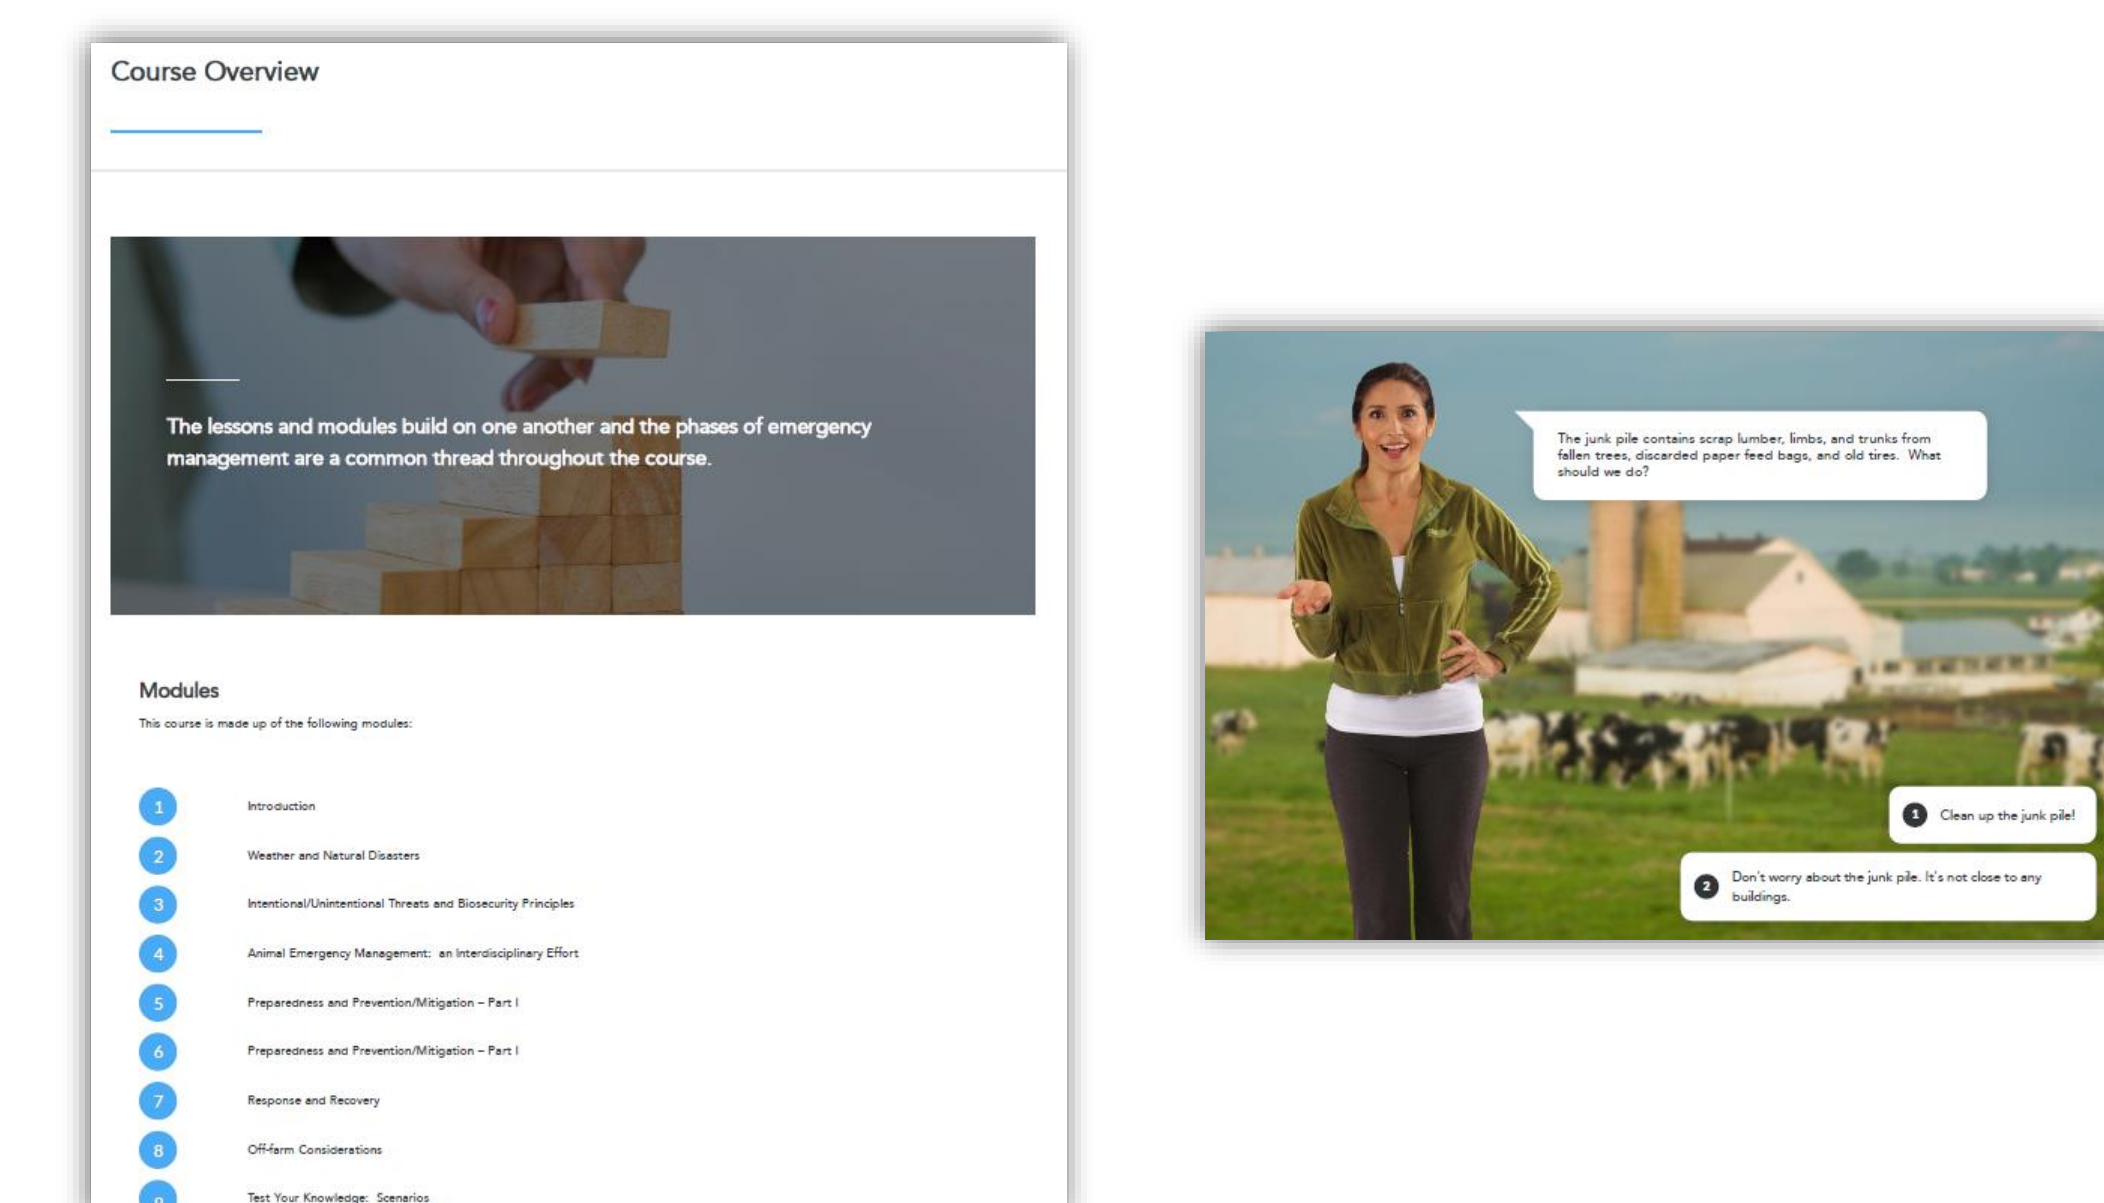 Course Overview
The lessons and modules build on one another and the phases of emergency
management are a common thread throughout the course.
Modules
This course is made up of the following modules:
1 Introduction
2 Weather and Natural Disasters
3 Intentional/Unintentional Threats and Biosecurity Principles
4 Animal Emergency Management:  an Interdisciplinary Effort
5 Preparedness and Prevention/Mitigation – Part I
6 Preparedness and Prevention/Mitigation – Part I
7 Response and Recovery
8 Off-farm Considerations
9 Test Your Knowledge:  Scenarios
The junk pile contains scrap lumber, limbs, and trunks from
fallen trees, discarded paper feed bags, and old tires.  What
should we do?
1 Clean up the junk pile!
2 Don't worry about the junk pile. It's not close to any
buildings.